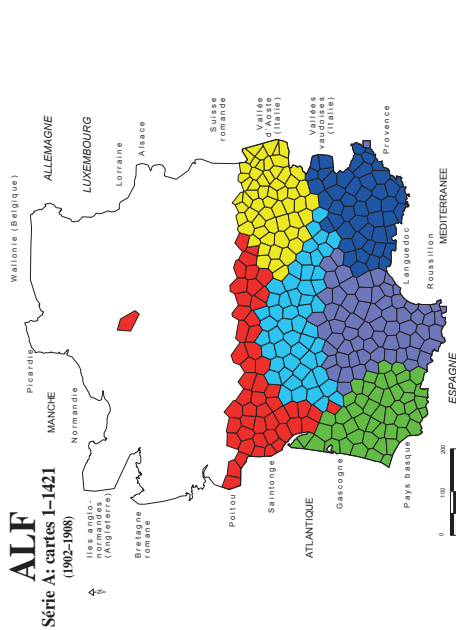 ALF
Série A: cartes 1–1421
(1902–1908)
Wallonie (Belgique)
ALLEMAGNE
LUXEMBOURG
Lorraine
Alsace
Picardie
MANCHE
Normandie
Iles anglo-
normandes
(Angleterre)
Bretagne
romane
N
Suisse
romande
Vallée
d'Aoste
(Italie)
Vallées
vaudoises
(Italie)
Provence
Poitou
Saintonge
ATLANTIQUE
Gascogne
Pays basque
Languedoc
Roussillon
MEDITERRANEE
ESPAGNE
0 100 200